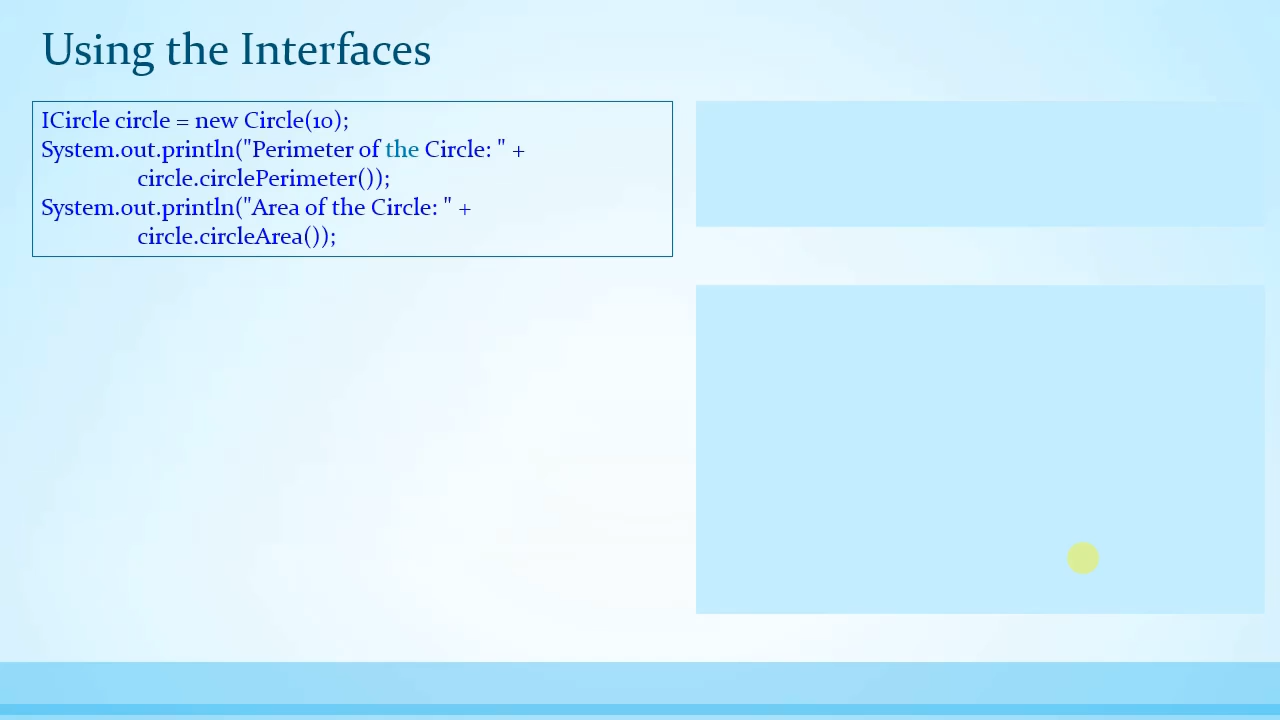 Using the Interfaces
ICircle circle = new Circle(10);
System.out.println("Perimeter of the Circle: " +
circle.circlePerimeter());
System.out.println("Area of the Circle: " +
circle.circleArea());